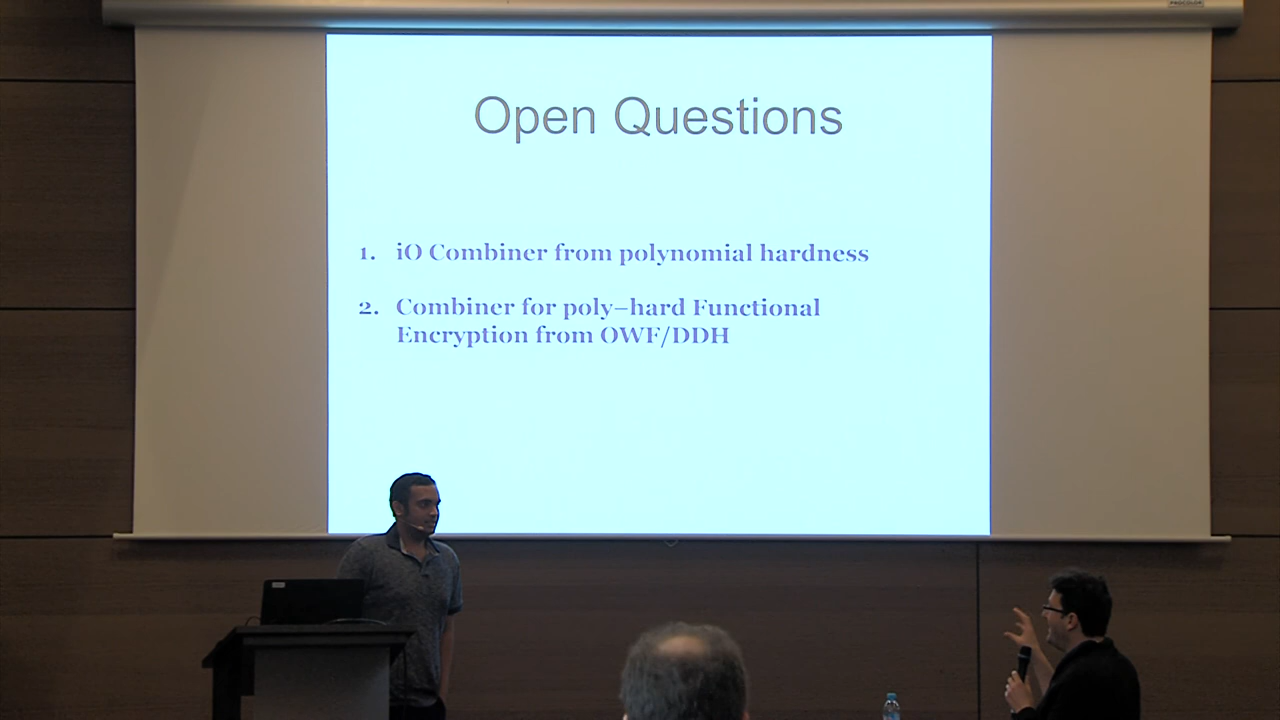 Open Questions
1. iO Combiner from polynomial hardness
2. Combiner for poly–hard Functional
Encryption from OWF/DDH